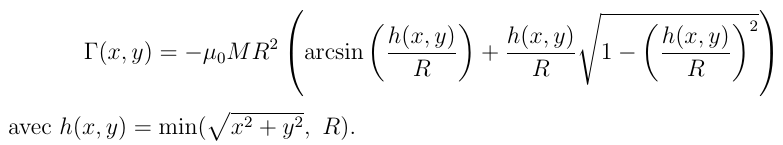 Γ(x, y) = −μ₀MR² (arcsin (h(x, y)/R) + h(x, y)/R √(1 − (h(x, y)/R)²))
avec h(x, y) = min(√(x² + y²), R).